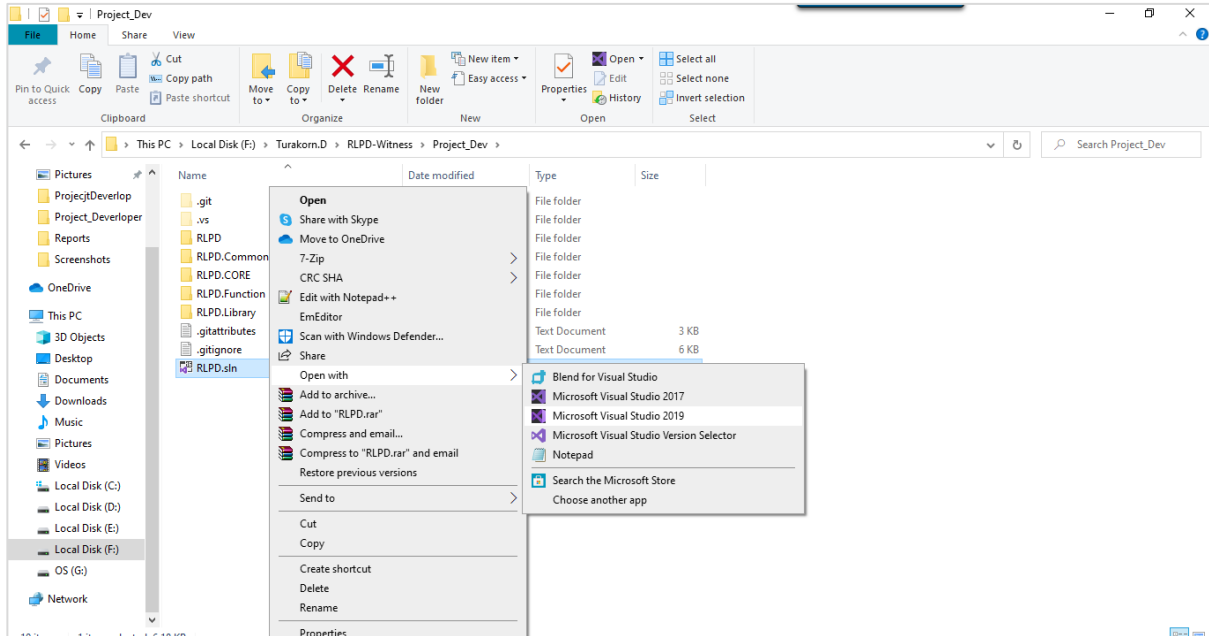 Project_Dev
File Home Share View
Pin to Quick access
Copy
Paste
Cut
Copy path
Paste shortcut
Clipboard
Move to
Copy to
Delete
Rename
Organize
New folder
New item
Easy access
New
Properties
Open
Edit
History
Open
Select all
Select none
Invert selection
Select
This PC > Local Disk (F:) > Turakorn.D > RLPD-Witness > Project_Dev >
Search Project_Dev
Pictures
ProjecjtDeverlop
Project_Deverloper
Reports
Screenshots
OneDrive
This PC
3D Objects
Desktop
Documents
Downloads
Music
Pictures
Videos
Local Disk (C:)
Local Disk (D:)
Local Disk (E:)
Local Disk (F:)
OS (G:)
Network
Name Date modified Type Size
.git File folder
.vs File folder
RLPD File folder
RLPD.Common File folder
RLPD.CORE File folder
RLPD.Function File folder
RLPD.Library File folder
.gitattributes Text Document 3 KB
.gitignore Text Document 6 KB
RLPD.sln
Open
Share with Skype
Move to OneDrive
7-Zip
CRC SHA
Edit with Notepad++
EmEditor
Scan with Windows Defender...
Share
Open with
Add to archive...
Add to "RLPD.rar"
Compress and email...
Compress to "RLPD.rar" and email
Restore previous versions
Send to
Cut
Copy
Create shortcut
Delete
Rename
Properties
Blend for Visual Studio
Microsoft Visual Studio 2017
Microsoft Visual Studio 2019
Microsoft Visual Studio Version Selector
Notepad
Search the Microsoft Store
Choose another app